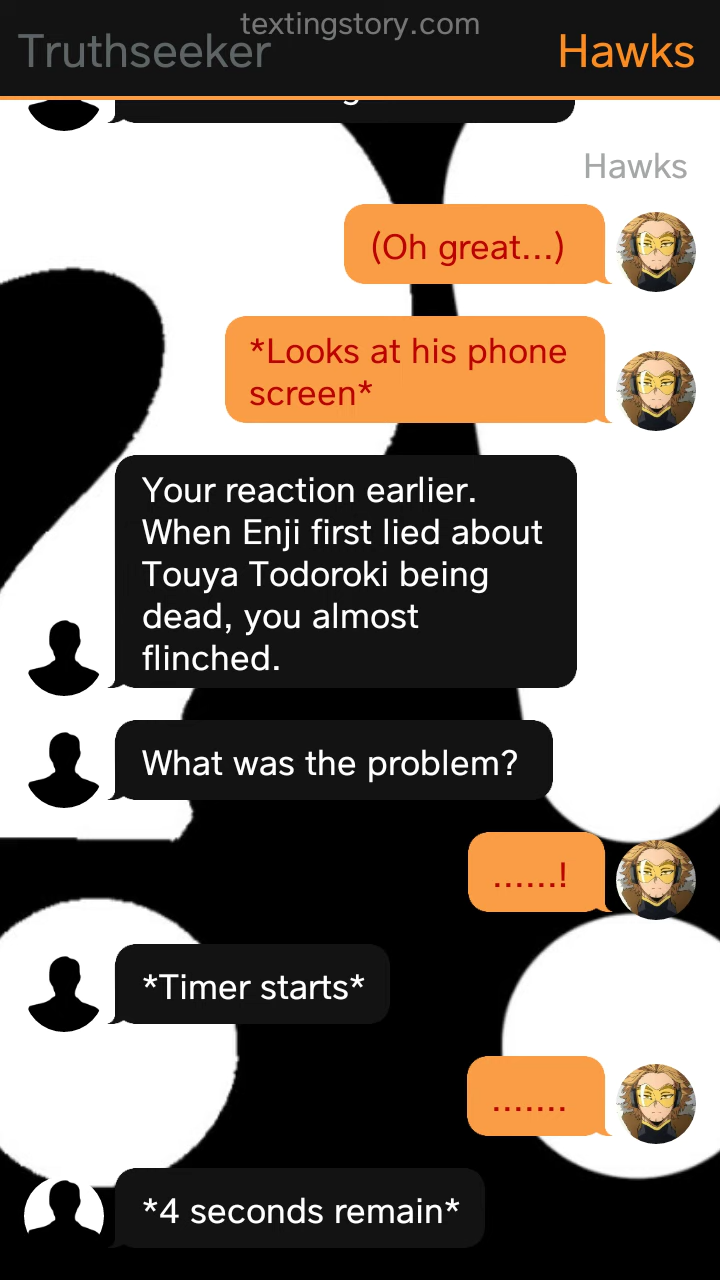 textingstory.com
Truthseeker
Hawks
Hawks
(Oh great...)
*Looks at his phone
screen*
Your reaction earlier.
When Enji first lied about
Touya Todoroki being
dead, you almost
flinched.
What was the problem?
......!
*Timer starts*
.......
*4 seconds remain*